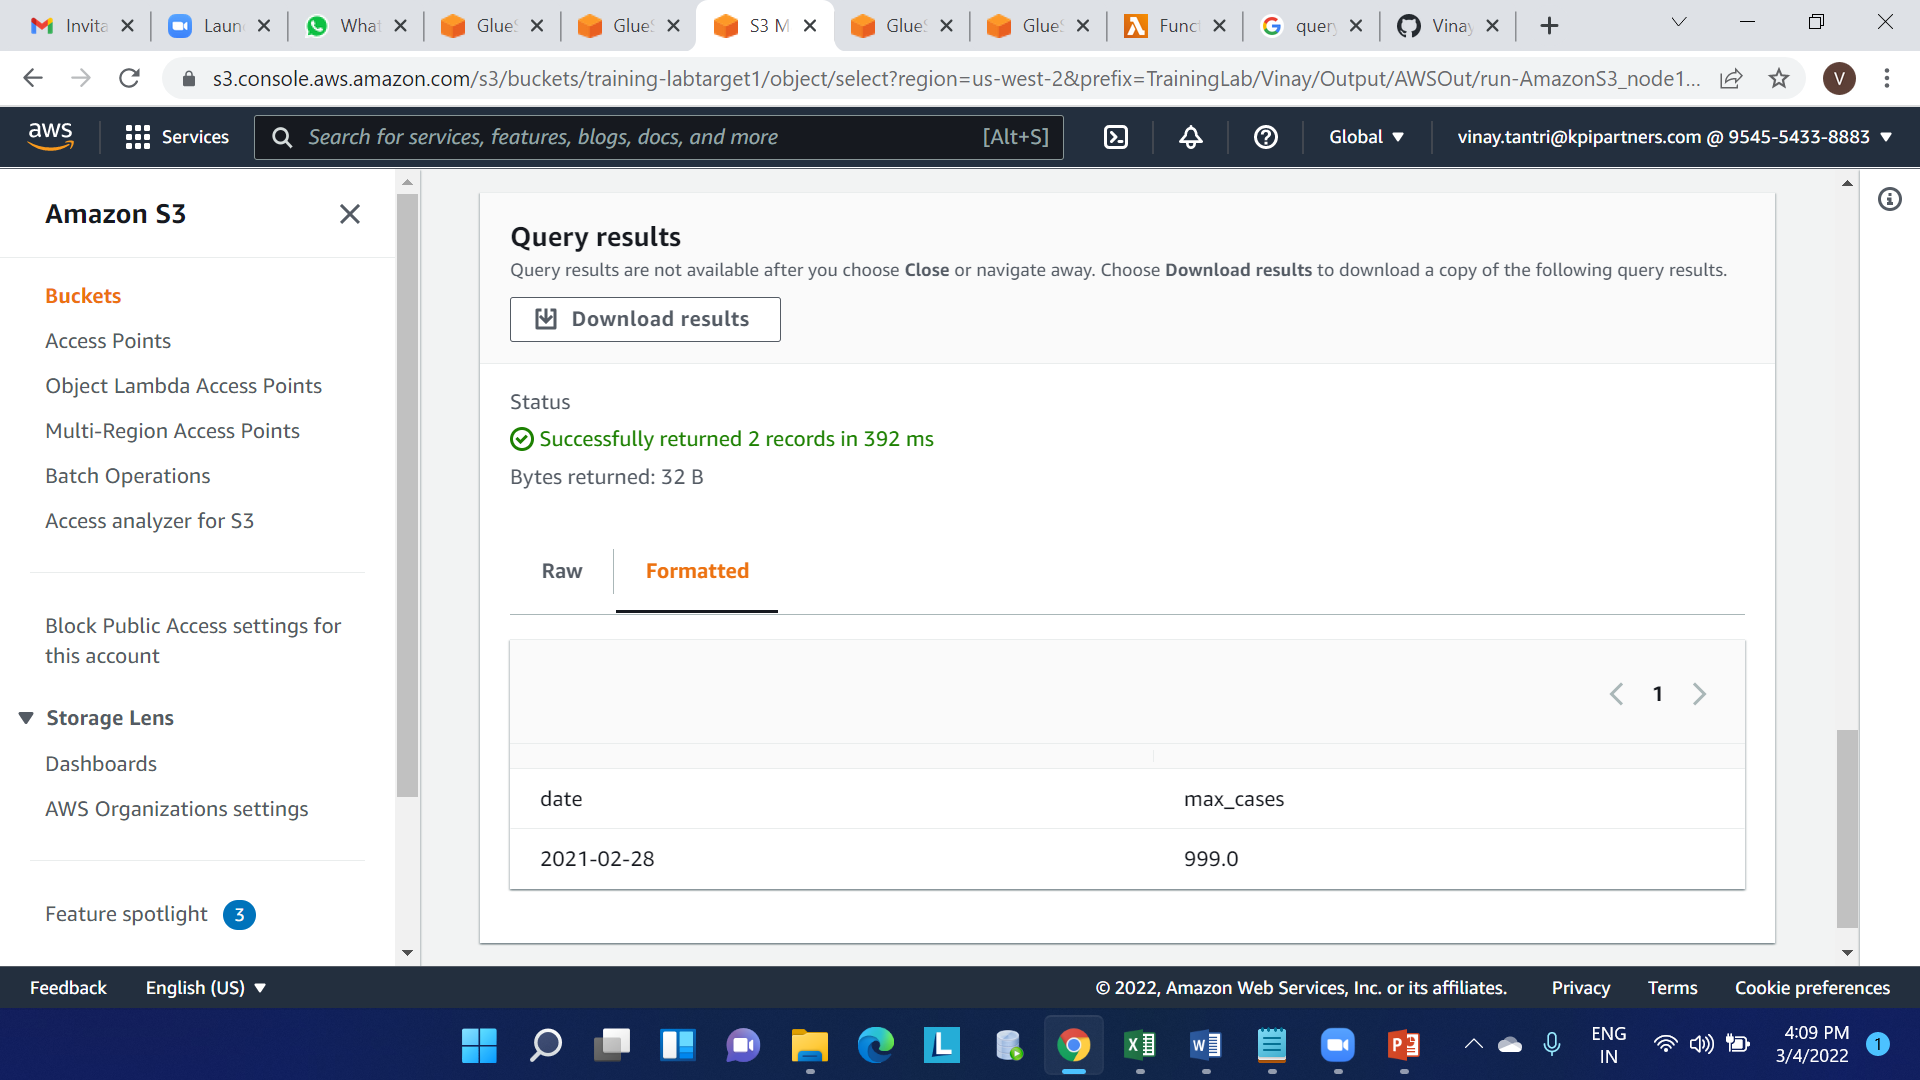 Invita
Laun
What
Glue
Glue
S3 M
Glue
Glue
Funct
query
Vinay
s3.console.aws.amazon.com/s3/buckets/training-labtarget1/object/select?region=us-west-2&prefix=TrainingLab/Vinay/Output/AWSOut/run-AmazonS3_node1...
V
aws
Services
Search for services, features, blogs, docs, and more
[Alt+S]
Global
vinay.tantri@kpipartners.com @ 9545-5433-8883
Amazon S3
Buckets
Access Points
Object Lambda Access Points
Multi-Region Access Points
Batch Operations
Access analyzer for S3
Block Public Access settings for
this account
Storage Lens
Dashboards
AWS Organizations settings
Feature spotlight 3
Query results
Query results are not available after you choose Close or navigate away. Choose Download results to download a copy of the following query results.
Download results
Status
Successfully returned 2 records in 392 ms
Bytes returned: 32 B
Raw
Formatted
1
date max_cases
2021-02-28 999.0
Feedback
English (US)
© 2022, Amazon Web Services, Inc. or its affiliates.
Privacy
Terms
Cookie preferences
ENG
IN
4:09 PM
3/4/2022
1